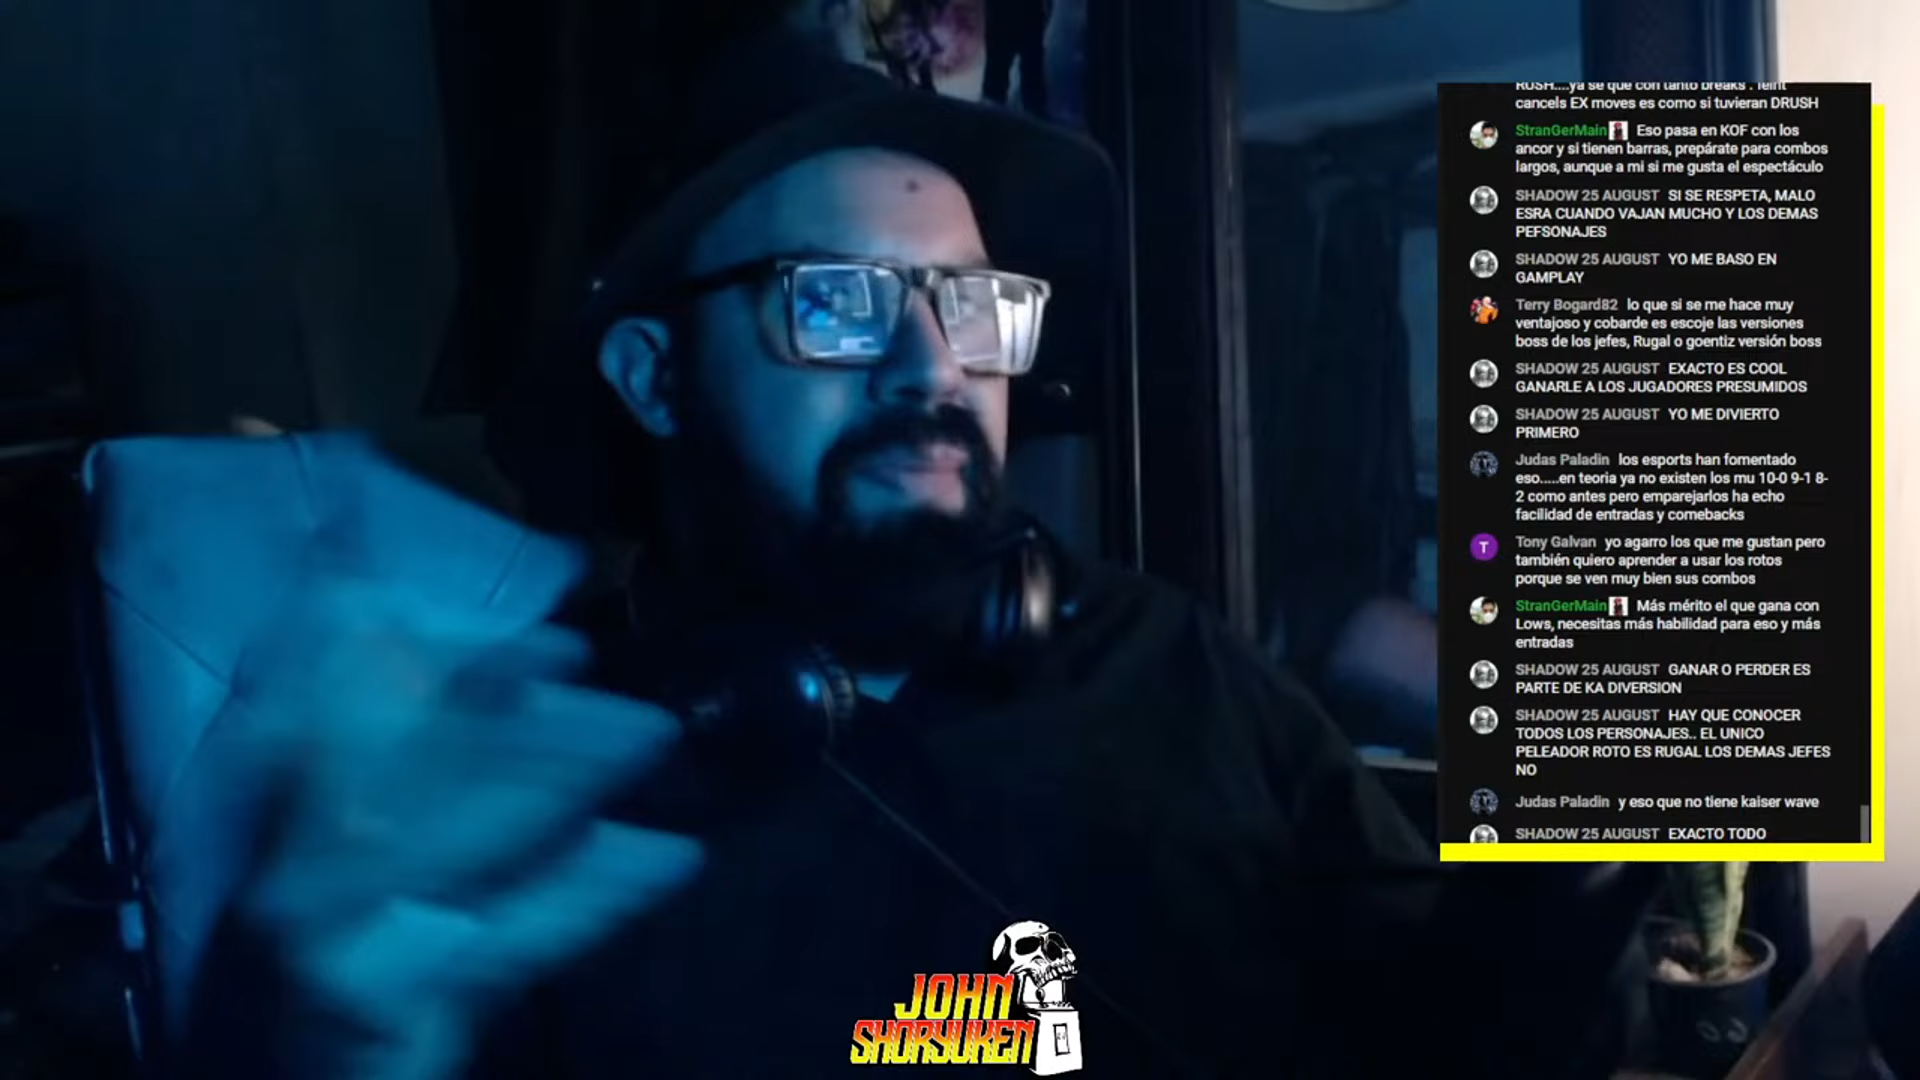 RUSH....ya se que con tanto breaks . feint
cancels EX moves es como si tuvieran DRUSH
StranGerMain Eso pasa en KOF con los
ancor y si tienen barras, prepárate para combos
largos, aunque a mi si me gusta el espectáculo
SHADOW 25 AUGUST SI SE RESPETA, MALO
ESRA CUANDO VAJAN MUCHO Y LOS DEMAS
PEFSONAJES
SHADOW 25 AUGUST YO ME BASO EN
GAMPLAY
Terry Bogard82 lo que si se me hace muy
ventajoso y cobarde es escoje las versiones
boss de los jefes, Rugal o goentiz versión boss
SHADOW 25 AUGUST EXACTO ES COOL
GANARLE A LOS JUGADORES PRESUMIDOS
SHADOW 25 AUGUST YO ME DIVIERTO
PRIMERO
Judas Paladin los esports han fomentado
eso.....en teoria ya no existen los mu 10-0 9-1 8-
2 como antes pero emparejarlos ha echo
facilidad de entradas y comebacks
T
Tony Galvan yo agarro los que me gustan pero
también quiero aprender a usar los rotos
porque se ven muy bien sus combos
StranGerMain Más mérito el que gana con
Lows, necesitas más habilidad para eso y más
entradas
SHADOW 25 AUGUST GANAR O PERDER ES
PARTE DE KA DIVERSION
SHADOW 25 AUGUST HAY QUE CONOCER
TODOS LOS PERSONAJES.. EL UNICO
PELEADOR ROTO ES RUGAL LOS DEMAS JEFES
NO
Judas Paladin y eso que no tiene kaiser wave
SHADOW 25 AUGUST EXACTO TODO
JOHN
SHORYUKEN